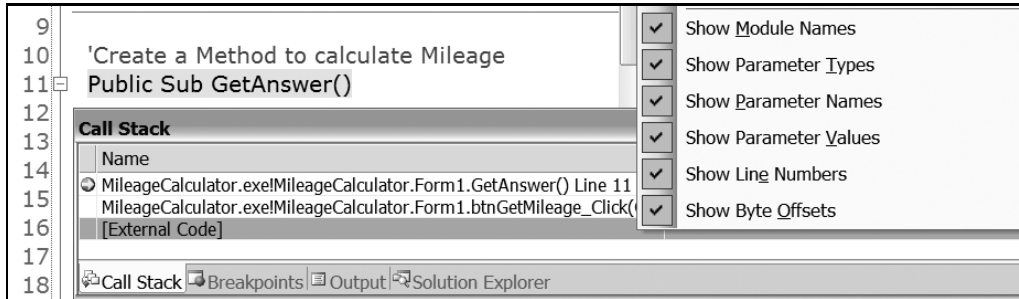 9
10 'Create a Method to calculate Mileage
11 Public Sub GetAnswer()
12
13
14
15
16
17
18
Call Stack
Name
MileageCalculator.exe!MileageCalculator.Form1.GetAnswer() Line 11
MileageCalculator.exe!MileageCalculator.Form1.btnGetMileage_Click(
[External Code]
Call Stack Breakpoints Output Solution Explorer
Show Module Names
Show Parameter Types
Show Parameter Names
Show Parameter Values
Show Line Numbers
Show Byte Offsets